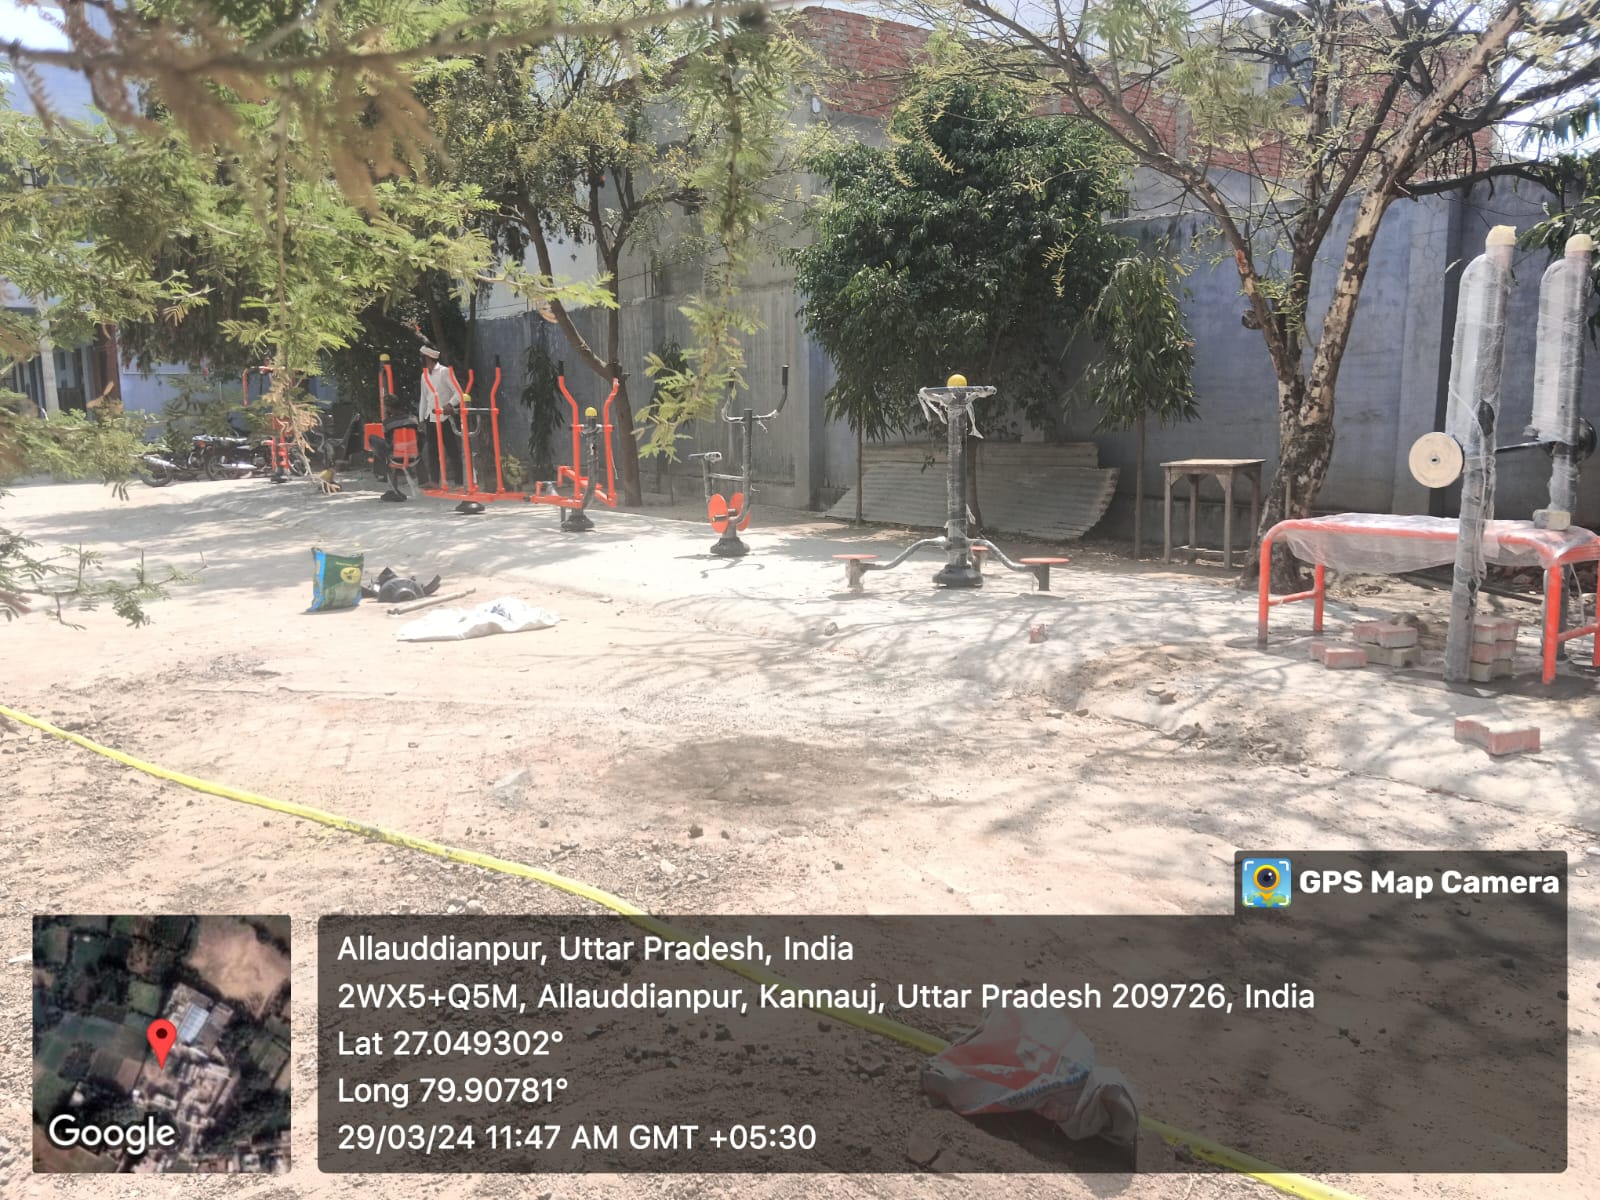 GPS Map Camera
Allauddianpur, Uttar Pradesh, India
2WX5+Q5M, Allauddianpur, Kannauj, Uttar Pradesh 209726, India
Lat 27.049302°
Long 79.90781°
29/03/24 11:47 AM GMT +05:30
Google